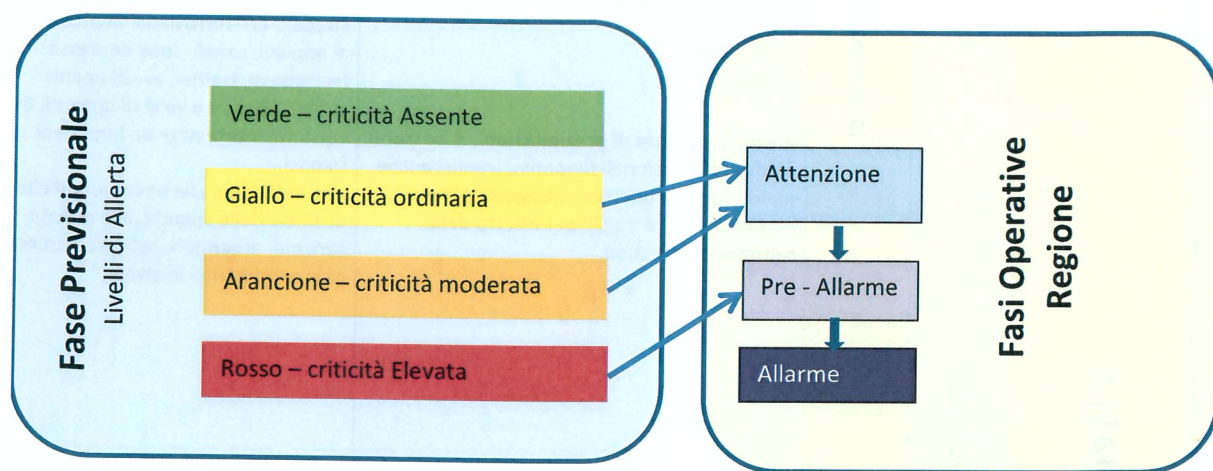 Fase Previsionale
Livelli di Allerta
Verde – criticità Assente
Giallo – criticità ordinaria
Arancione – criticità moderata
Rosso – criticità Elevata
Attenzione
Pre - Allarme
Allarme
Fasi Operative
Regione